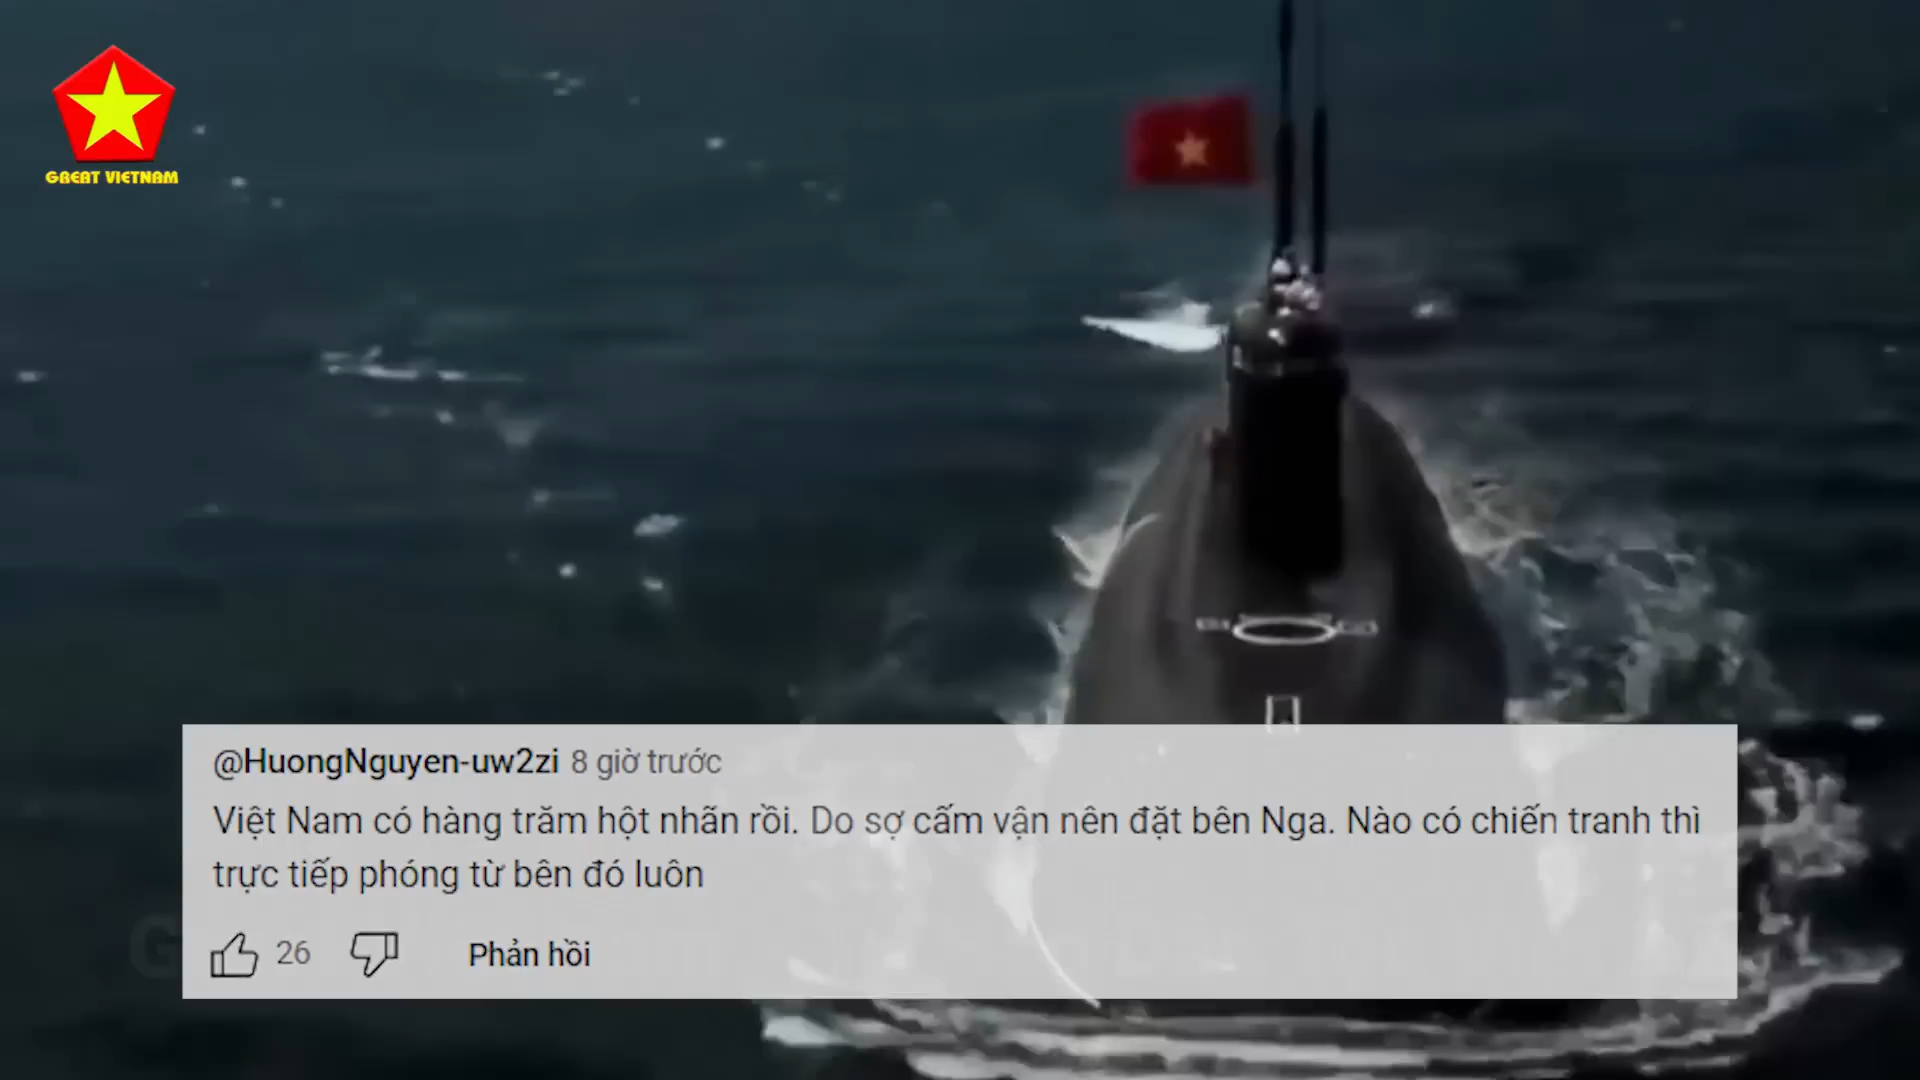 GREAT VIETNAM
@HuongNguyen-uw2zi 8 giờ trước
Việt Nam có hàng trăm hột nhãn rồi. Do sợ cấm vận nên đặt bên Nga. Nào có chiến tranh thì
trực tiếp phóng từ bên đó luôn
26 Phản hồi